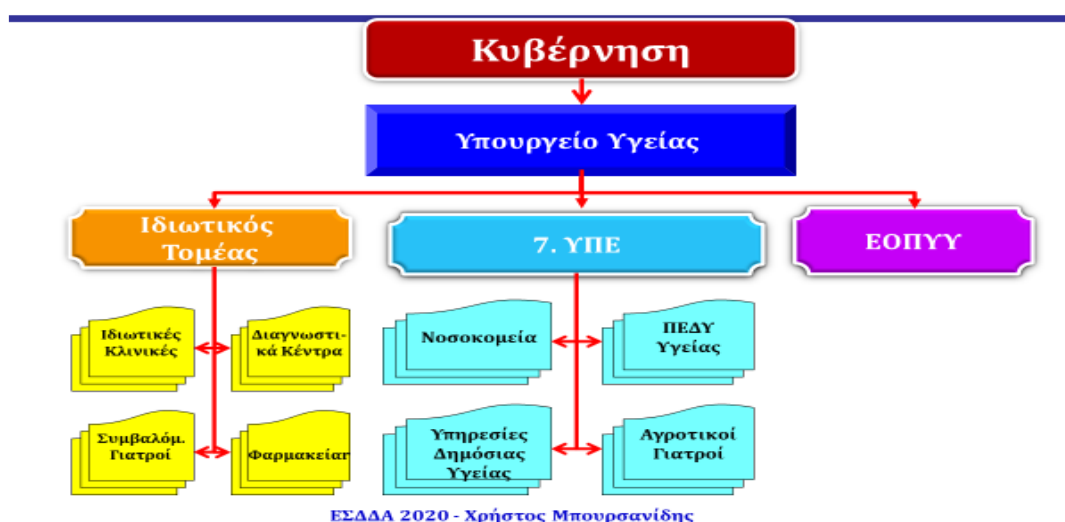 Κυβέρνηση
Υπουργείο Υγείας
Ιδιωτικός
Τομέας
7. ΥΠΕ
ΕΟΠΥΥ
Ιδιωτικές
Κλινικές
Διαγνωστι-
κά Κέντρα
Νοσοκομεία
ΠΕΔΥ
Υγείας
Συμβαλόμ.
Γιατροί
Φαρμακείαr
Υπηρεσίες
Δημόσιας
Υγείας
Αγροτικοί
Γιατροί
ΕΣΔΔΑ 2020 - Χρήστος Μπουρσανίδης